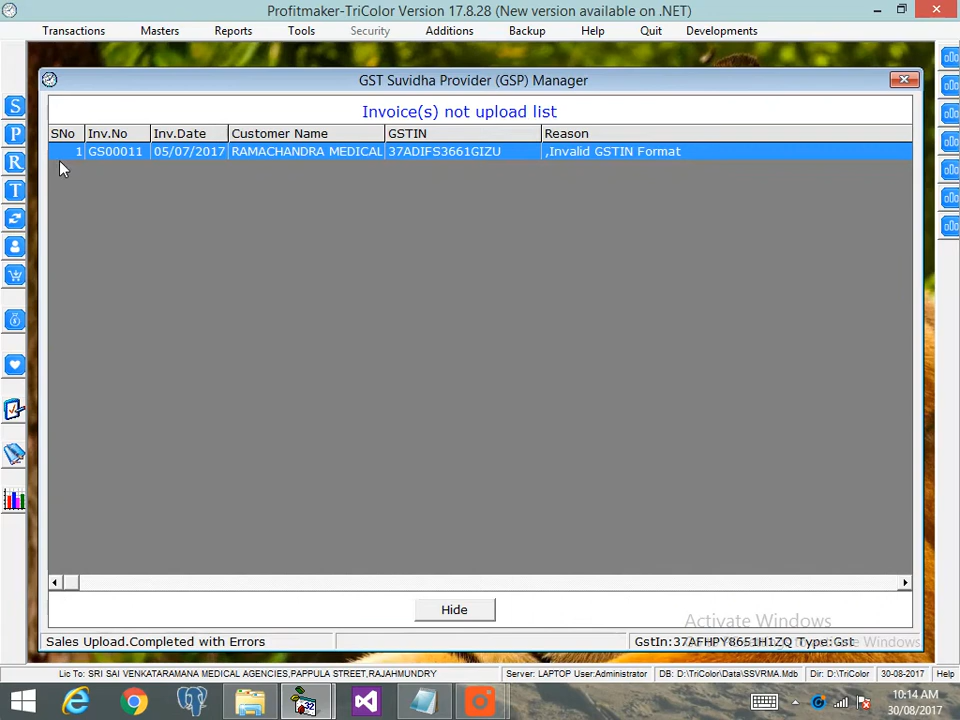 Profitmaker-TriColor Version 17.8.28 (New version available on .NET)
Transactions Masters Reports Tools Security Additions Backup Help Quit Developments
GST Suvidha Provider (GSP) Manager
Invoice(s) not upload list
SNo Inv.No Inv.Date Customer Name GSTIN Reason
1 GS00011 05/07/2017 RAMACHANDRA MEDICAL 37ADIFS3661GIZU ,Invalid GSTIN Format
S
P
R
T
Hide
Activate Windows
Sales Upload.Completed with Errors GstIn:37AFHPY8651H1ZQ Type:Gst
Lic To: SRI SAI VENKATARAMANA MEDICAL AGENCIES,PAPPULA STREET,RAJAHMUNDRY Server: LAPTOP User:Administrator DB: D:\TriColor\Data\SSVRMA.Mdb Dir: D:\TriColor 30-08-2017 Help
10:14 AM
30/08/2017